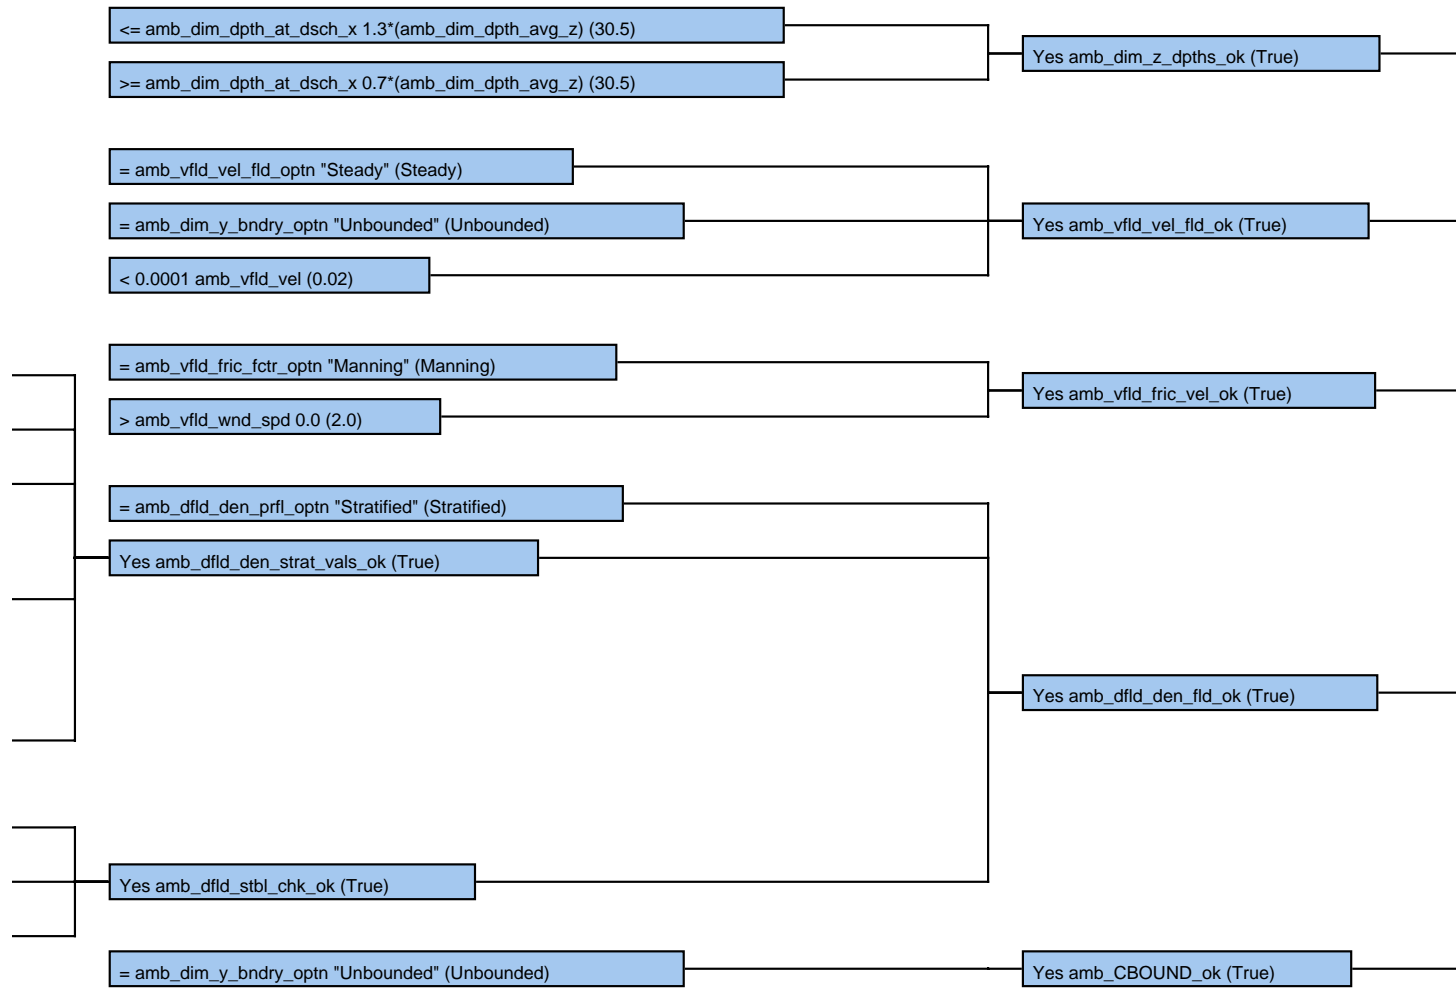 <= amb_dim_dpth_at_dsch_x 1.3*(amb_dim_dpth_avg_z) (30.5)
Yes amb_dim_z_dpths_ok (True)
>= amb_dim_dpth_at_dsch_x 0.7*(amb_dim_dpth_avg_z) (30.5)
= amb_vfld_vel_fld_optn "Steady" (Steady)
= amb_dim_y_bndry_optn "Unbounded" (Unbounded)
Yes amb_vfld_vel_fld_ok (True)
< 0.0001 amb_vfld_vel (0.02)
= amb_vfld_fric_fctr_optn "Manning" (Manning)
Yes amb_vfld_fric_vel_ok (True)
> amb_vfld_wnd_spd 0.0 (2.0)
= amb_dfld_den_prfl_optn "Stratified" (Stratified)
Yes amb_dfld_den_strat_vals_ok (True)
Yes amb_dfld_den_fld_ok (True)
Yes amb_dfld_stbl_chk_ok (True)
= amb_dim_y_bndry_optn "Unbounded" (Unbounded)
Yes amb_CBOUND_ok (True)